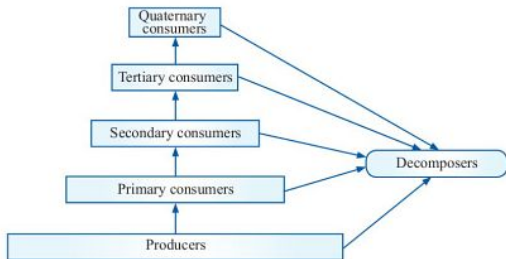 Quaternary
consumers
Tertiary consumers
Secondary consumers
Decomposers
Primary consumers
Producers